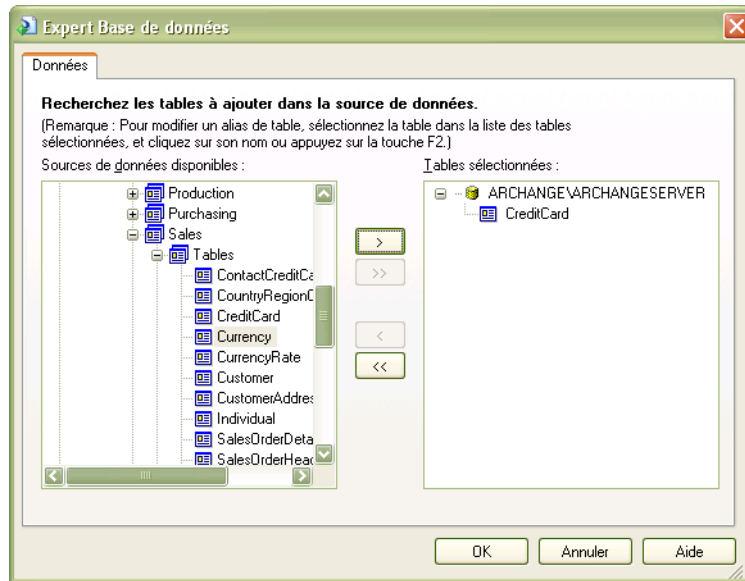 Expert Base de données
Données
Recherchez les tables à ajouter dans la source de données.
(Remarque : Pour modifier un alias de table, sélectionnez la table dans la liste des tables
sélectionnées, et cliquez sur son nom ou appuyez sur la touche F2.)
Sources de données disponibles :
Production
Purchasing
Sales
Tables
ContactCreditCa
CountryRegionC
CreditCard
Currency
CurrencyRate
Customer
CustomerAddres
Individual
SalesOrderDeta
SalesOrderHead
>
>>
<
<<
Tables sélectionnées :
ARCHANGE\ARCHANGESERVER
CreditCard
OK
Annuler
Aide